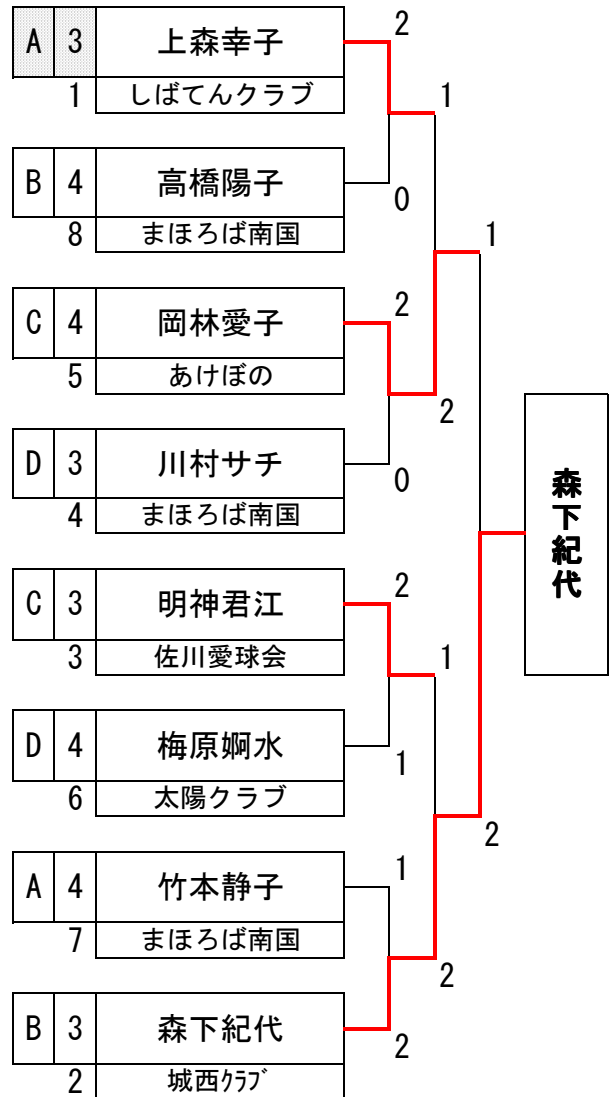 A 3 上森幸子 2
1 しばてんクラブ 1
B 4 高橋陽子 0
8 まほろば南国 1
C 4 岡林愛子 2
5 あけぼの 2
D 3 川村サチ 0
4 まほろば南国
森下紀代
C 3 明神君江 2
3 佐川愛球会 1
D 4 梅原婀水 1
6 太陽クラブ 2
A 4 竹本静子 1
7 まほろば南国 2
B 3 森下紀代 2
2 城西ｸﾗﾌﾞ